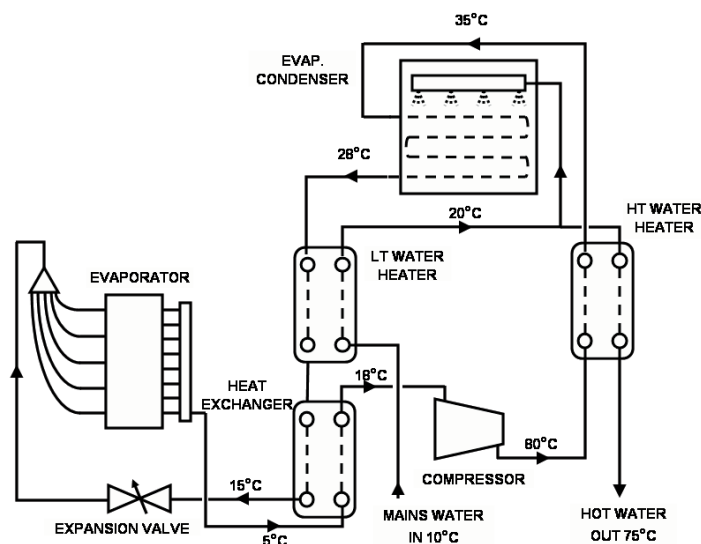 35°C
EVAP.
CONDENSER
28°C
20°C
HT WATER
HEATER
LT WATER
HEATER
EVAPORATOR
HEAT
EXCHANGER
18°C
80°C
COMPRESSOR
15°C
EXPANSION VALVE
5°C
MAINS WATER
IN 10°C
HOT WATER
OUT 75°C